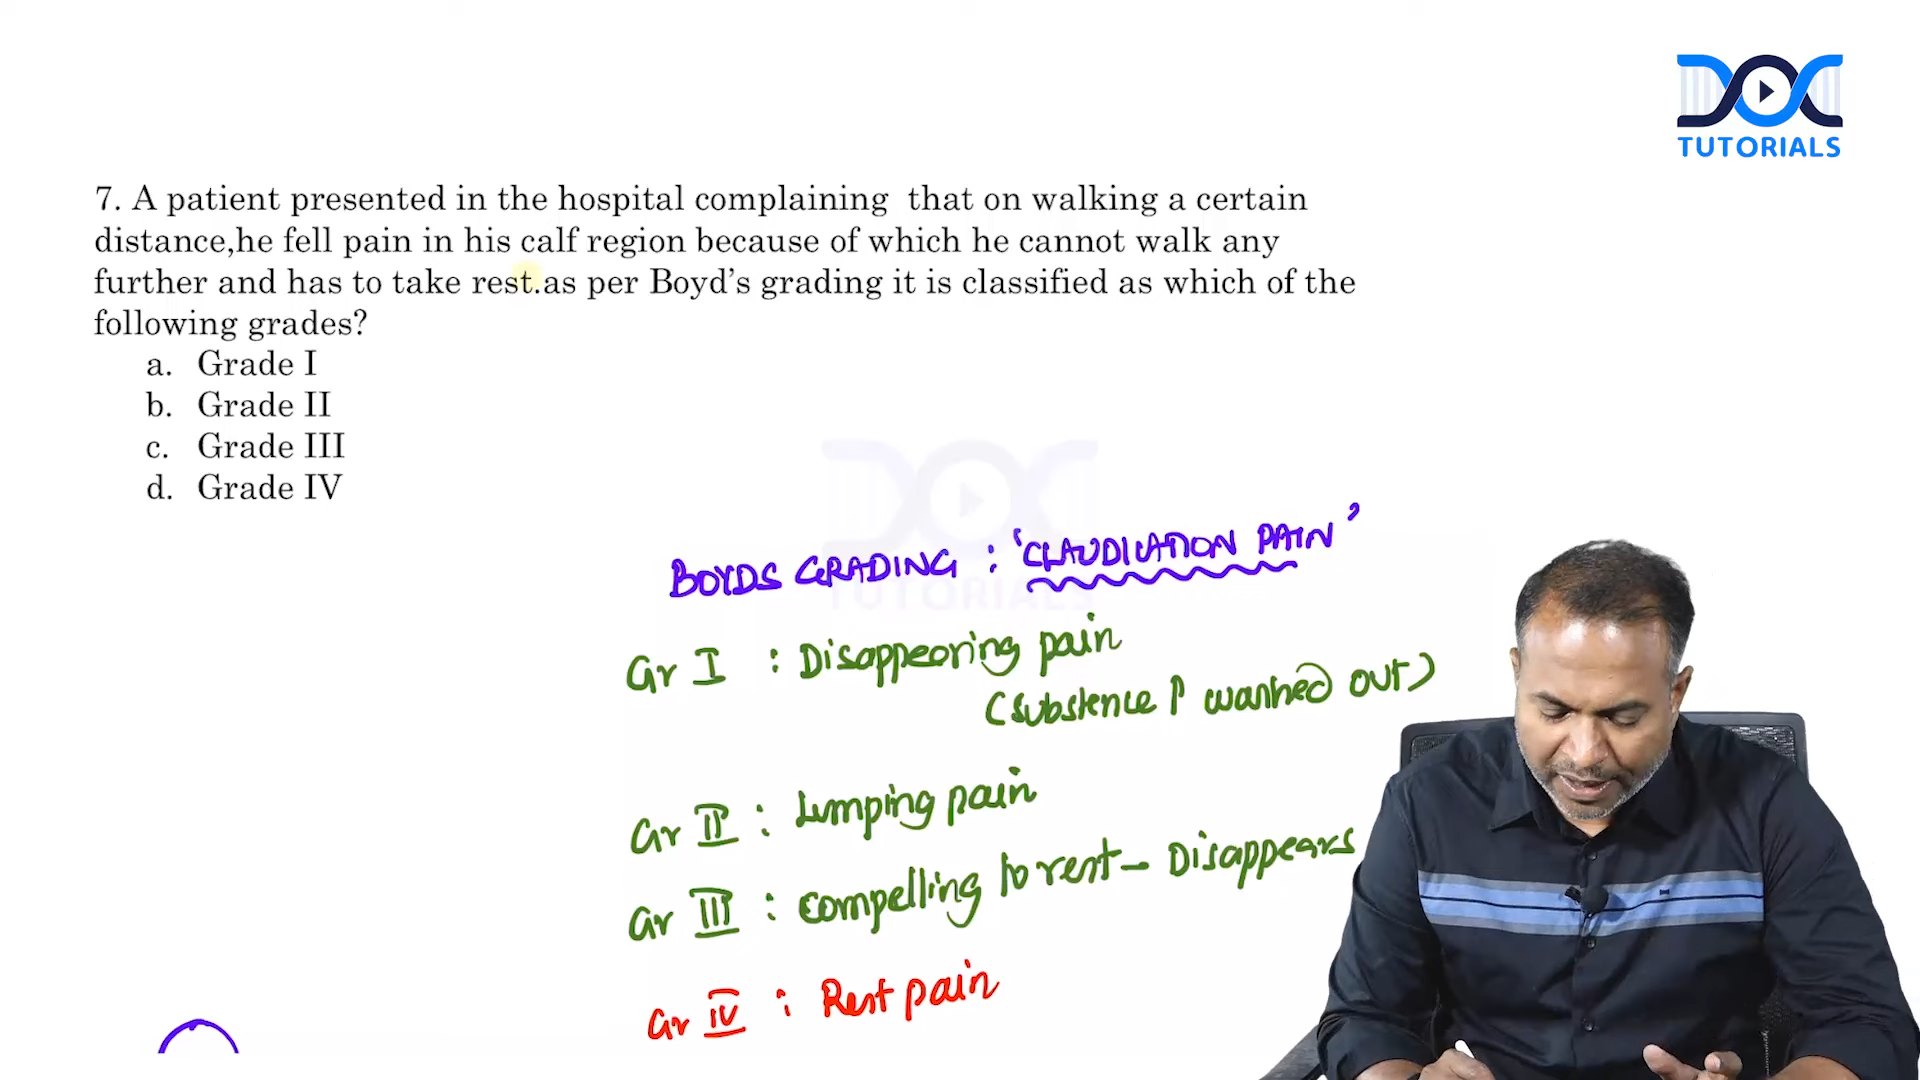 DOC
TUTORIALS
7. A patient presented in the hospital complaining that on walking a certain
distance,he fell pain in his calf region because of which he cannot walk any
further and has to take rest.as per Boyd's grading it is classified as which of the
following grades?
a. Grade I
b. Grade II
c. Grade III
d. Grade IV
BOYDS GRADING : 'CLAUDICATION PAIN'
Gr I : Disappearing pain
(Substence P washed out)
Gr II : Limping pain
Gr III : Compelling to rest – Disappears
Gr IV : Rest pain